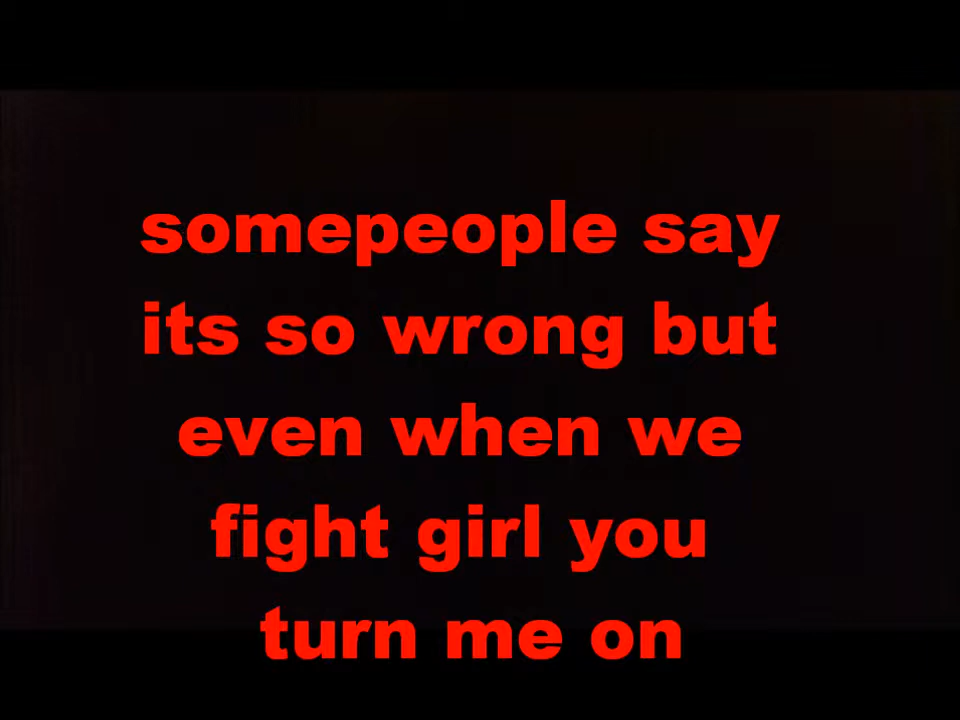 somepeople say
its so wrong but
even when we
fight girl you
turn me on